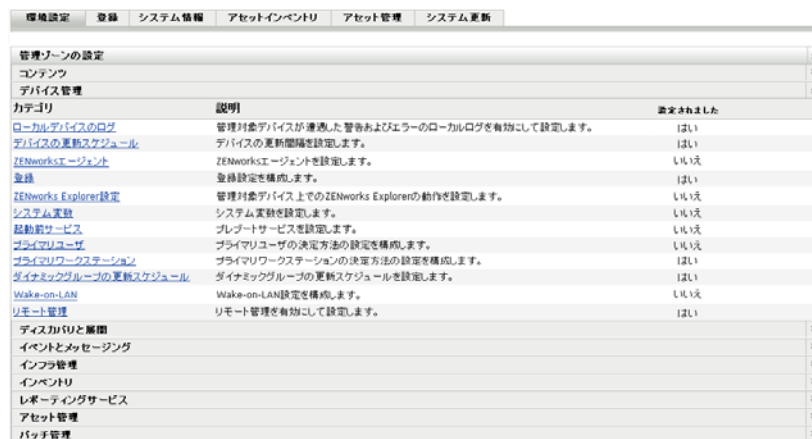 環境設定 登録 システム情報 アセットインベントリ アセット管理 システム更新
管理ゾーンの設定
コンテンツ
デバイス管理
カテゴリ 説明 設定されました
ローカルデバイスのログ 管理対象デバイスが遭遇した警告およびエラーのローカルログを有効にして設定します。 はい
デバイスの更新スケジュール デバイスの更新間隔を設定します。 はい
ZENworksエージェント ZENworksエージェントを設定します。 いいえ
登録 登録設定を構成します。 はい
ZENworks Explorer設定 管理対象デバイス上でのZENworks Explorerの動作を設定します。 いいえ
システム変数 システム変数を設定します。 いいえ
起動前サービス プレブートサービスを設定します。 いいえ
プライマリユーザ プライマリユーザの決定方法の設定を構成します。 いいえ
プライマリワークステーション プライマリワークステーションの決定方法の設定を構成します。 はい
ダイナミックグループの更新スケジュール ダイナミックグループの更新スケジュールを設定します。 はい
Wake-on-LAN Wake-on-LAN設定を構成します。 いいえ
リモート管理 リモート管理を有効にして設定します。 はい
ディスカバリと展開
イベントとメッセージング
インフラ管理
インベントリ
レポーティングサービス
アセット管理
パッチ管理